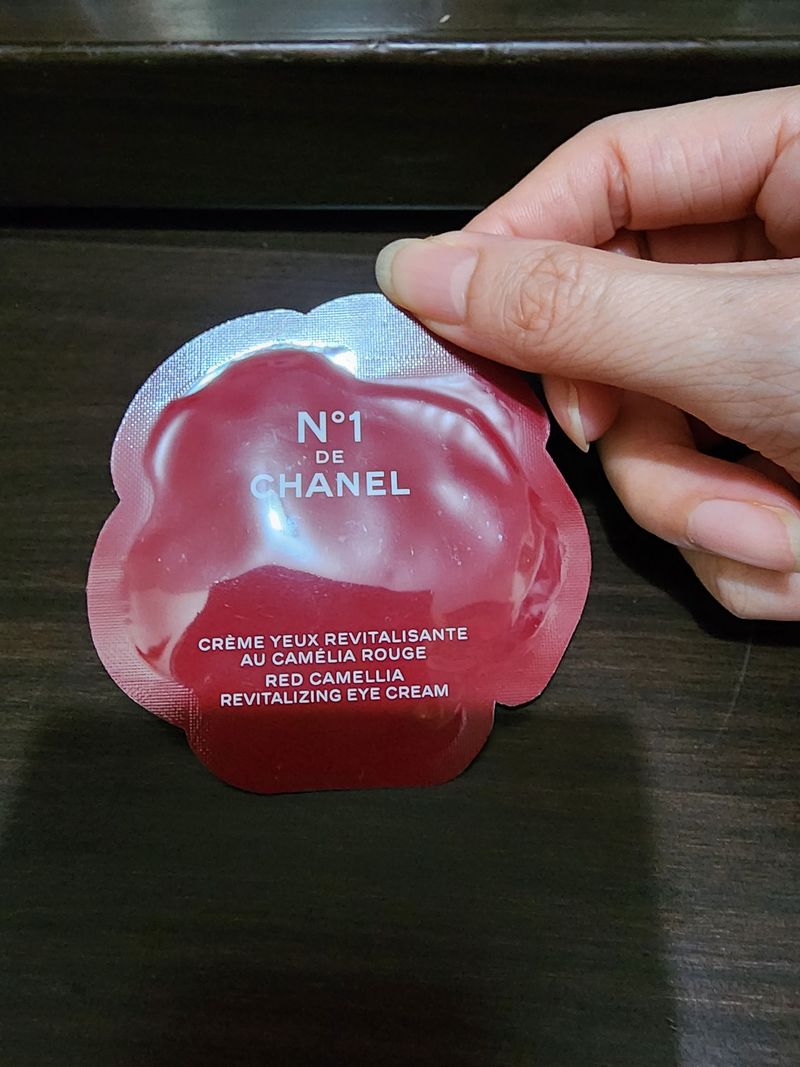 N°1
DE
CHANEL
CRÈME YEUX REVITALISANTE
AU CAMÉLIA ROUGE
RED CAMELLIA
REVITALIZING EYE CREAM